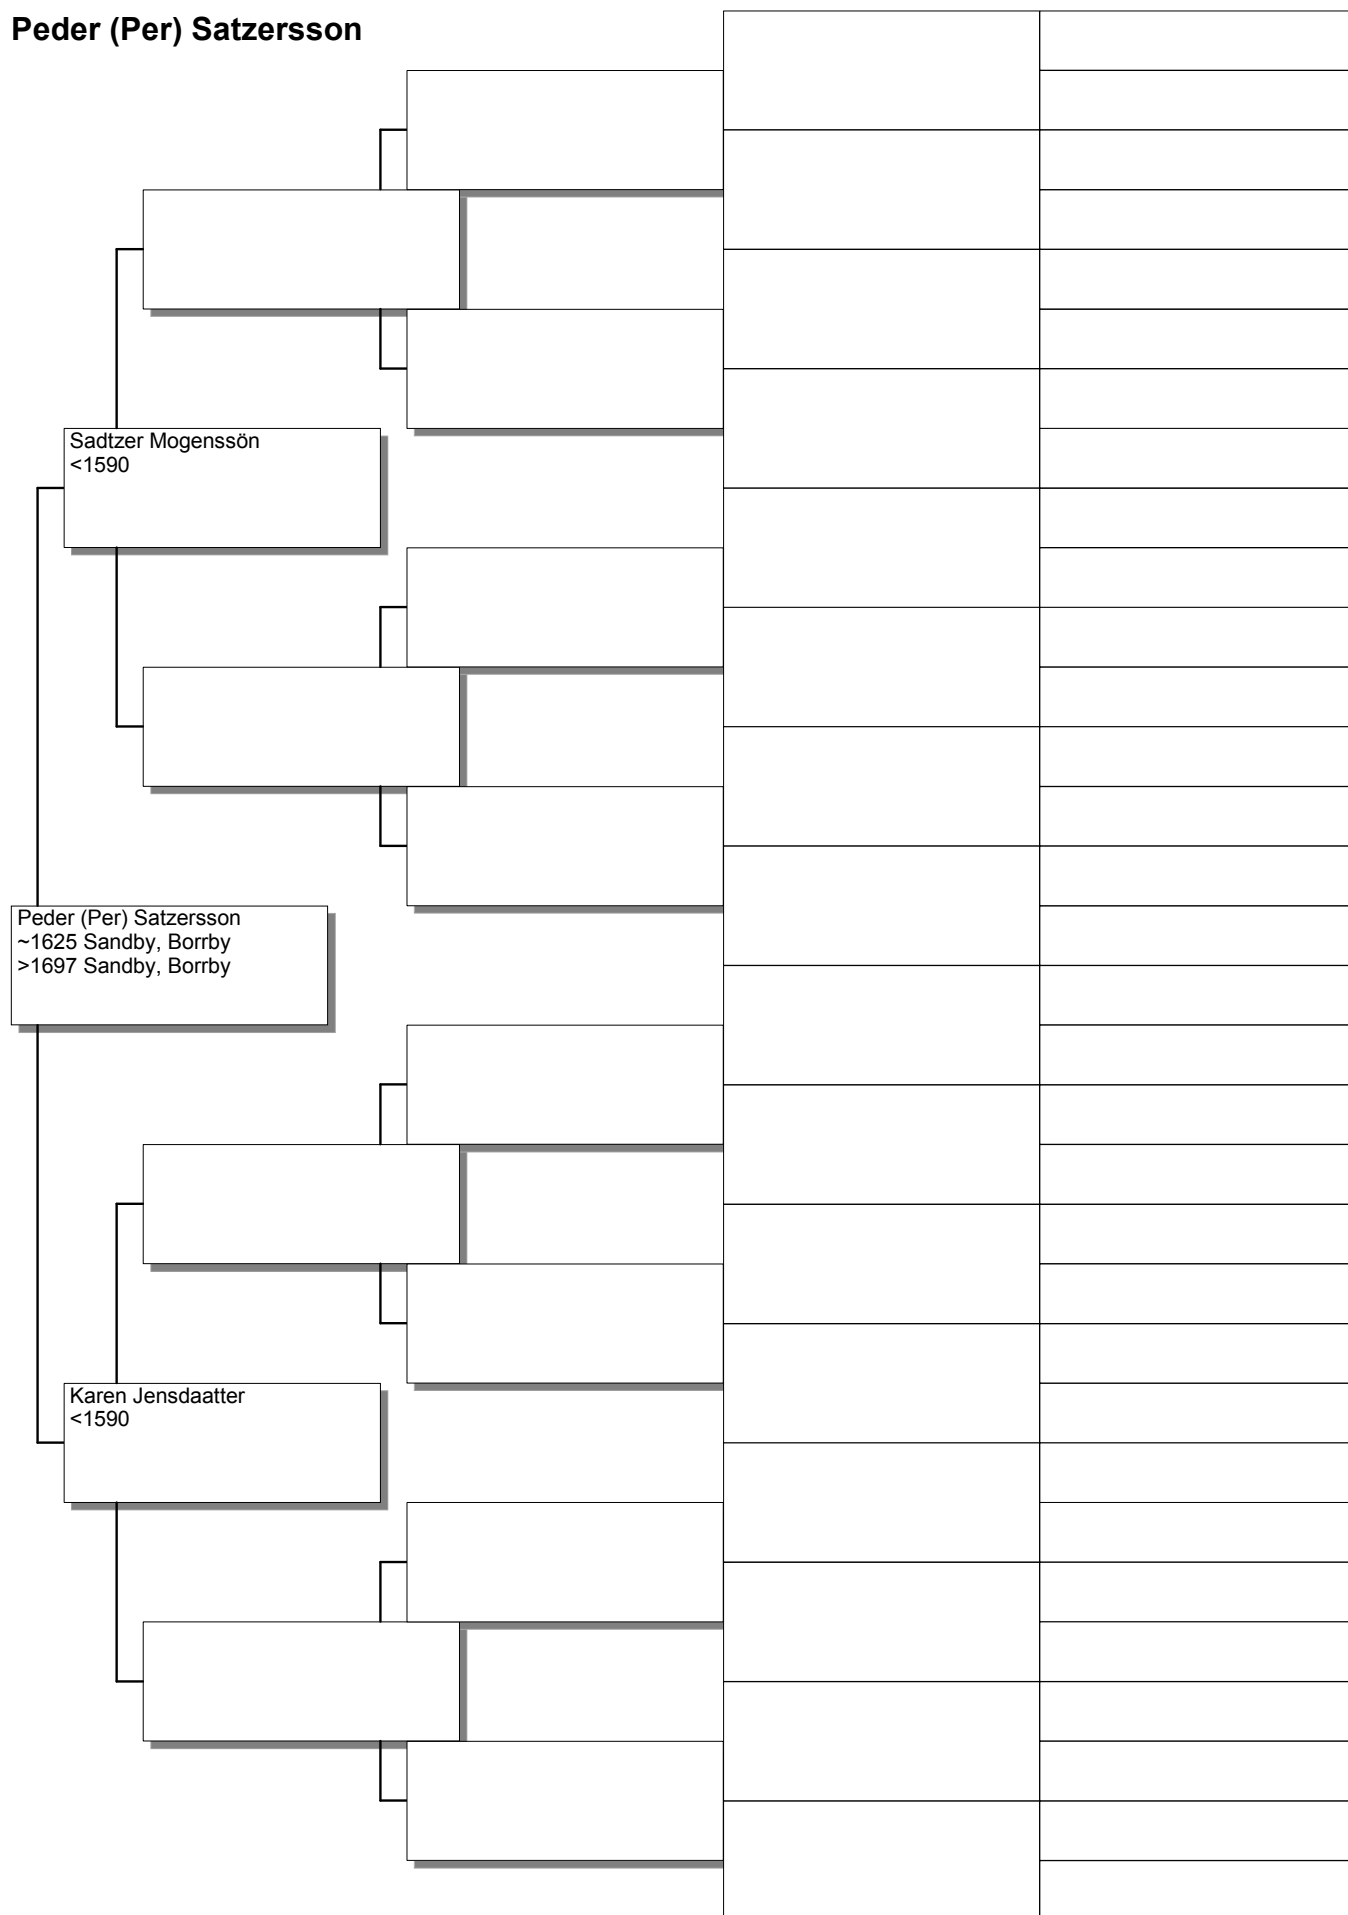 Peder (Per) Satzersson
Sadtzer Mogenssön
<1590
Peder (Per) Satzersson
~1625 Sandby, Borrby
>1697 Sandby, Borrby
Karen Jensdaatter
<1590